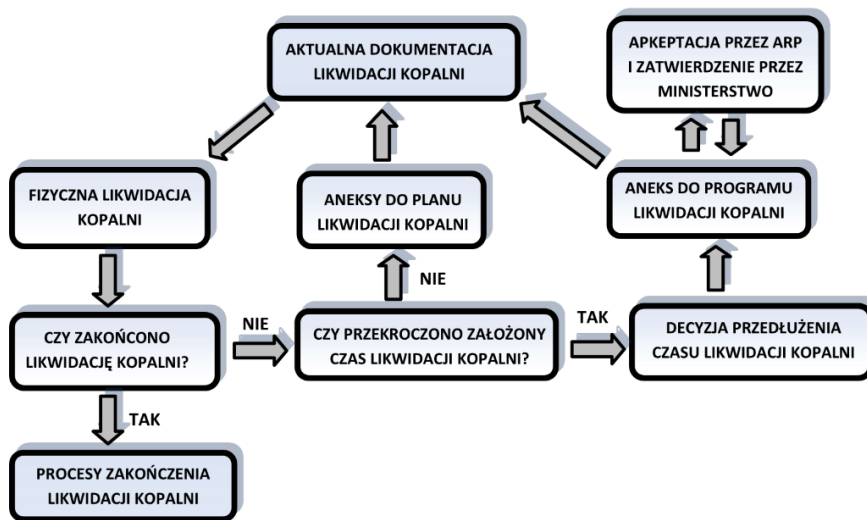 AKTUALNA DOKUMENTACJA
LIKWIDACJI KOPALNI
APKEPTACJA PRZEZ ARP
I ZATWIERDZENIE PRZEZ
MINISTERSTWO
FIZYCZNA LIKWIDACJA
KOPALNI
ANEKSY DO PLANU
LIKWIDACJI KOPALNI
ANEKS DO PROGRAMU
LIKWIDACJI KOPALNI
NIE
CZY ZAKOŃCONO
LIKWIDACJĘ KOPALNI?
NIE
CZY PRZEKROCZONO ZAŁOŻONY
CZAS LIKWIDACJI KOPALNI?
TAK
DECYZJA PRZEDŁUŻENIA
CZASU LIKWIDACJI KOPALNI
TAK
PROCESY ZAKOŃCZENIA
LIKWIDACJI KOPALNI